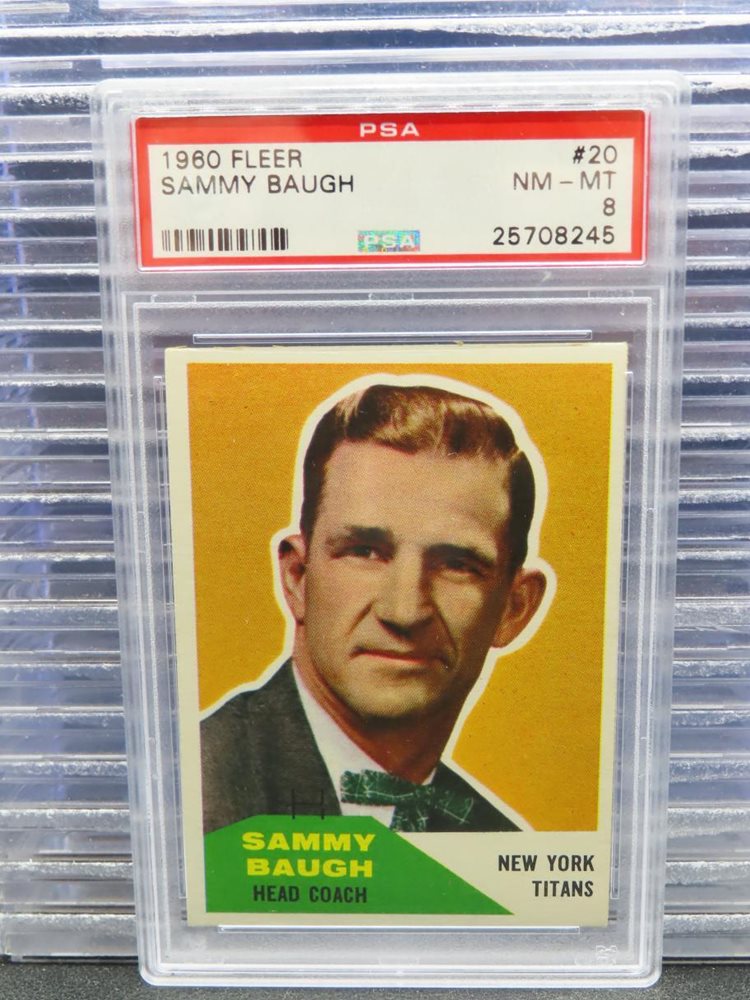 PSA
1960 FLEER #20
SAMMY BAUGH NM - MT
8
PSA 25708245
SAMMY
BAUGH
HEAD COACH
NEW YORK
TITANS